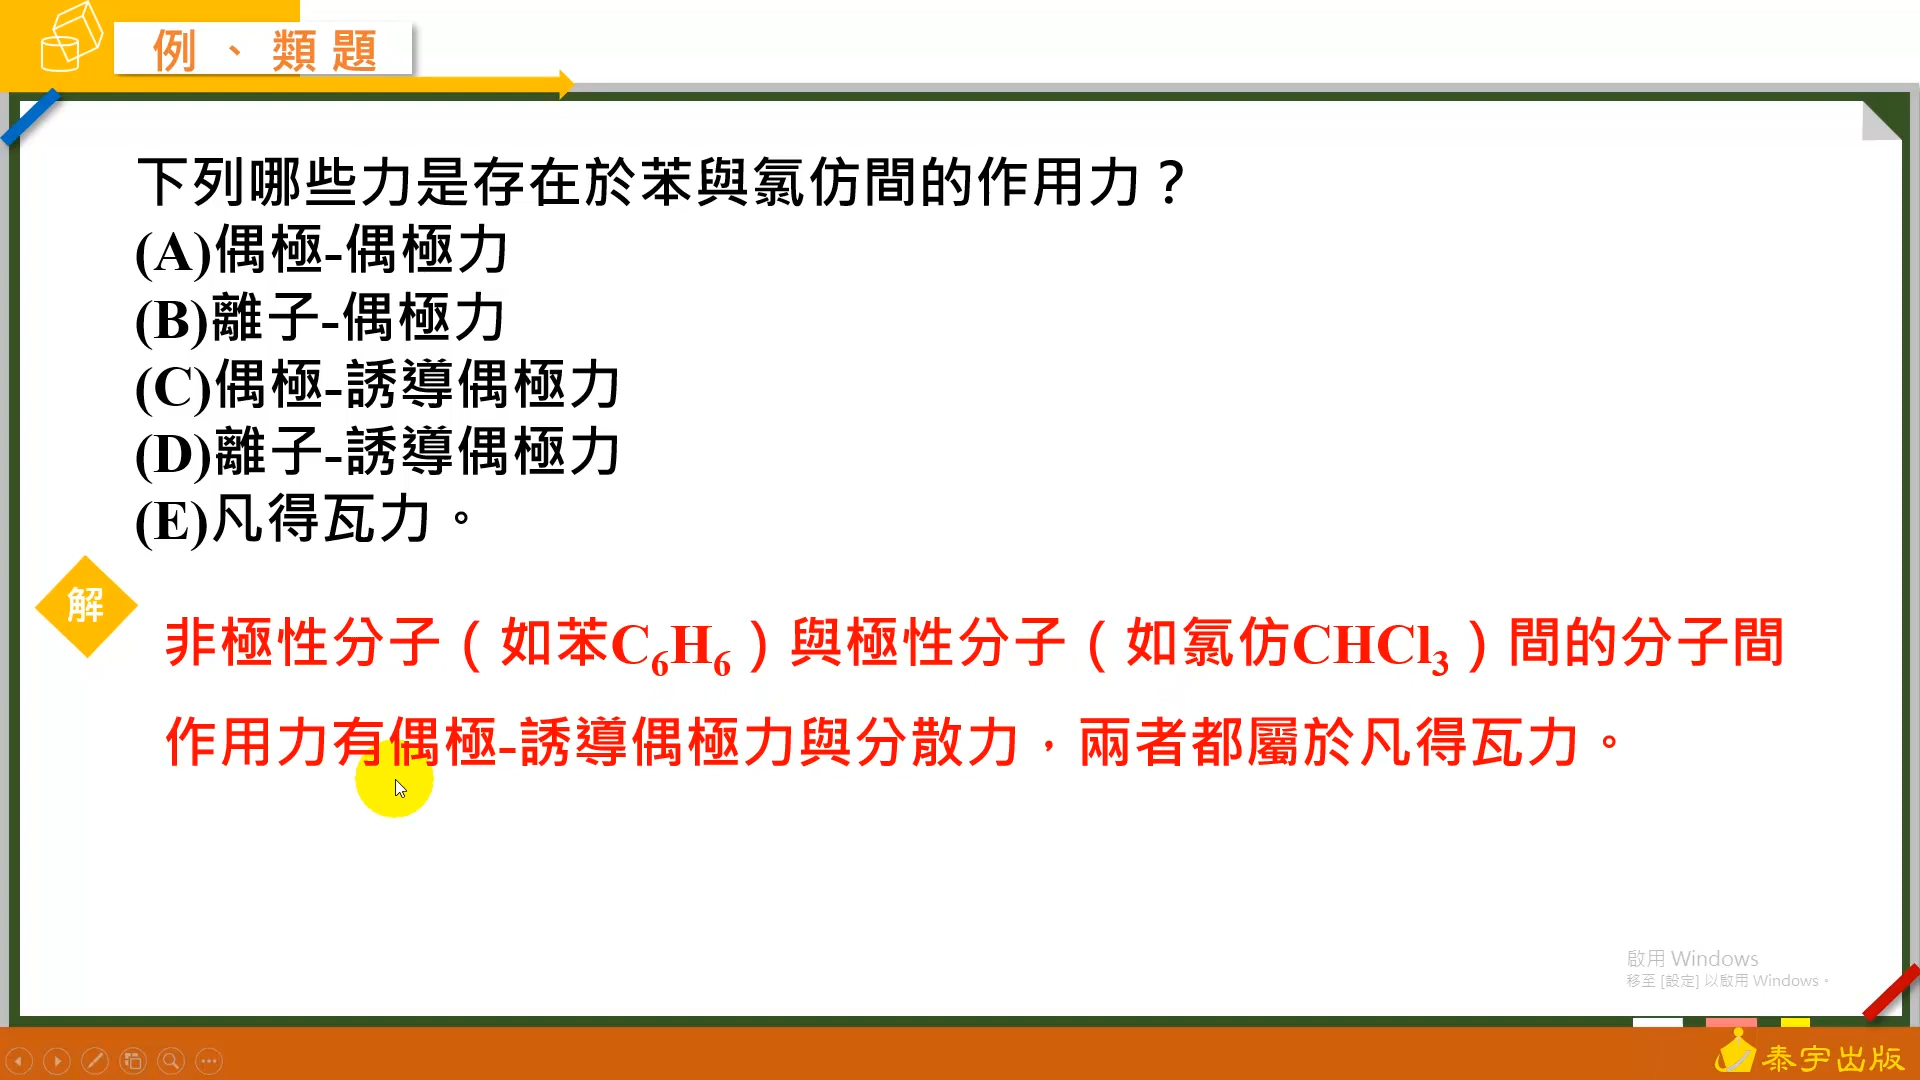 例、類題
下列哪些力是存在於苯與氯仿間的作用力？
(A)偶極-偶極力
(B)離子-偶極力
(C)偶極-誘導偶極力
(D)離子-誘導偶極力
(E)凡得瓦力。
解
非極性分子（如苯C₆H₆）與極性分子（如氯仿CHCl₃）間的分子間
作用力有偶極-誘導偶極力與分散力，兩者都屬於凡得瓦力。
啟用 Windows
移至 [設定] 以啟用 Windows。
泰宇出版